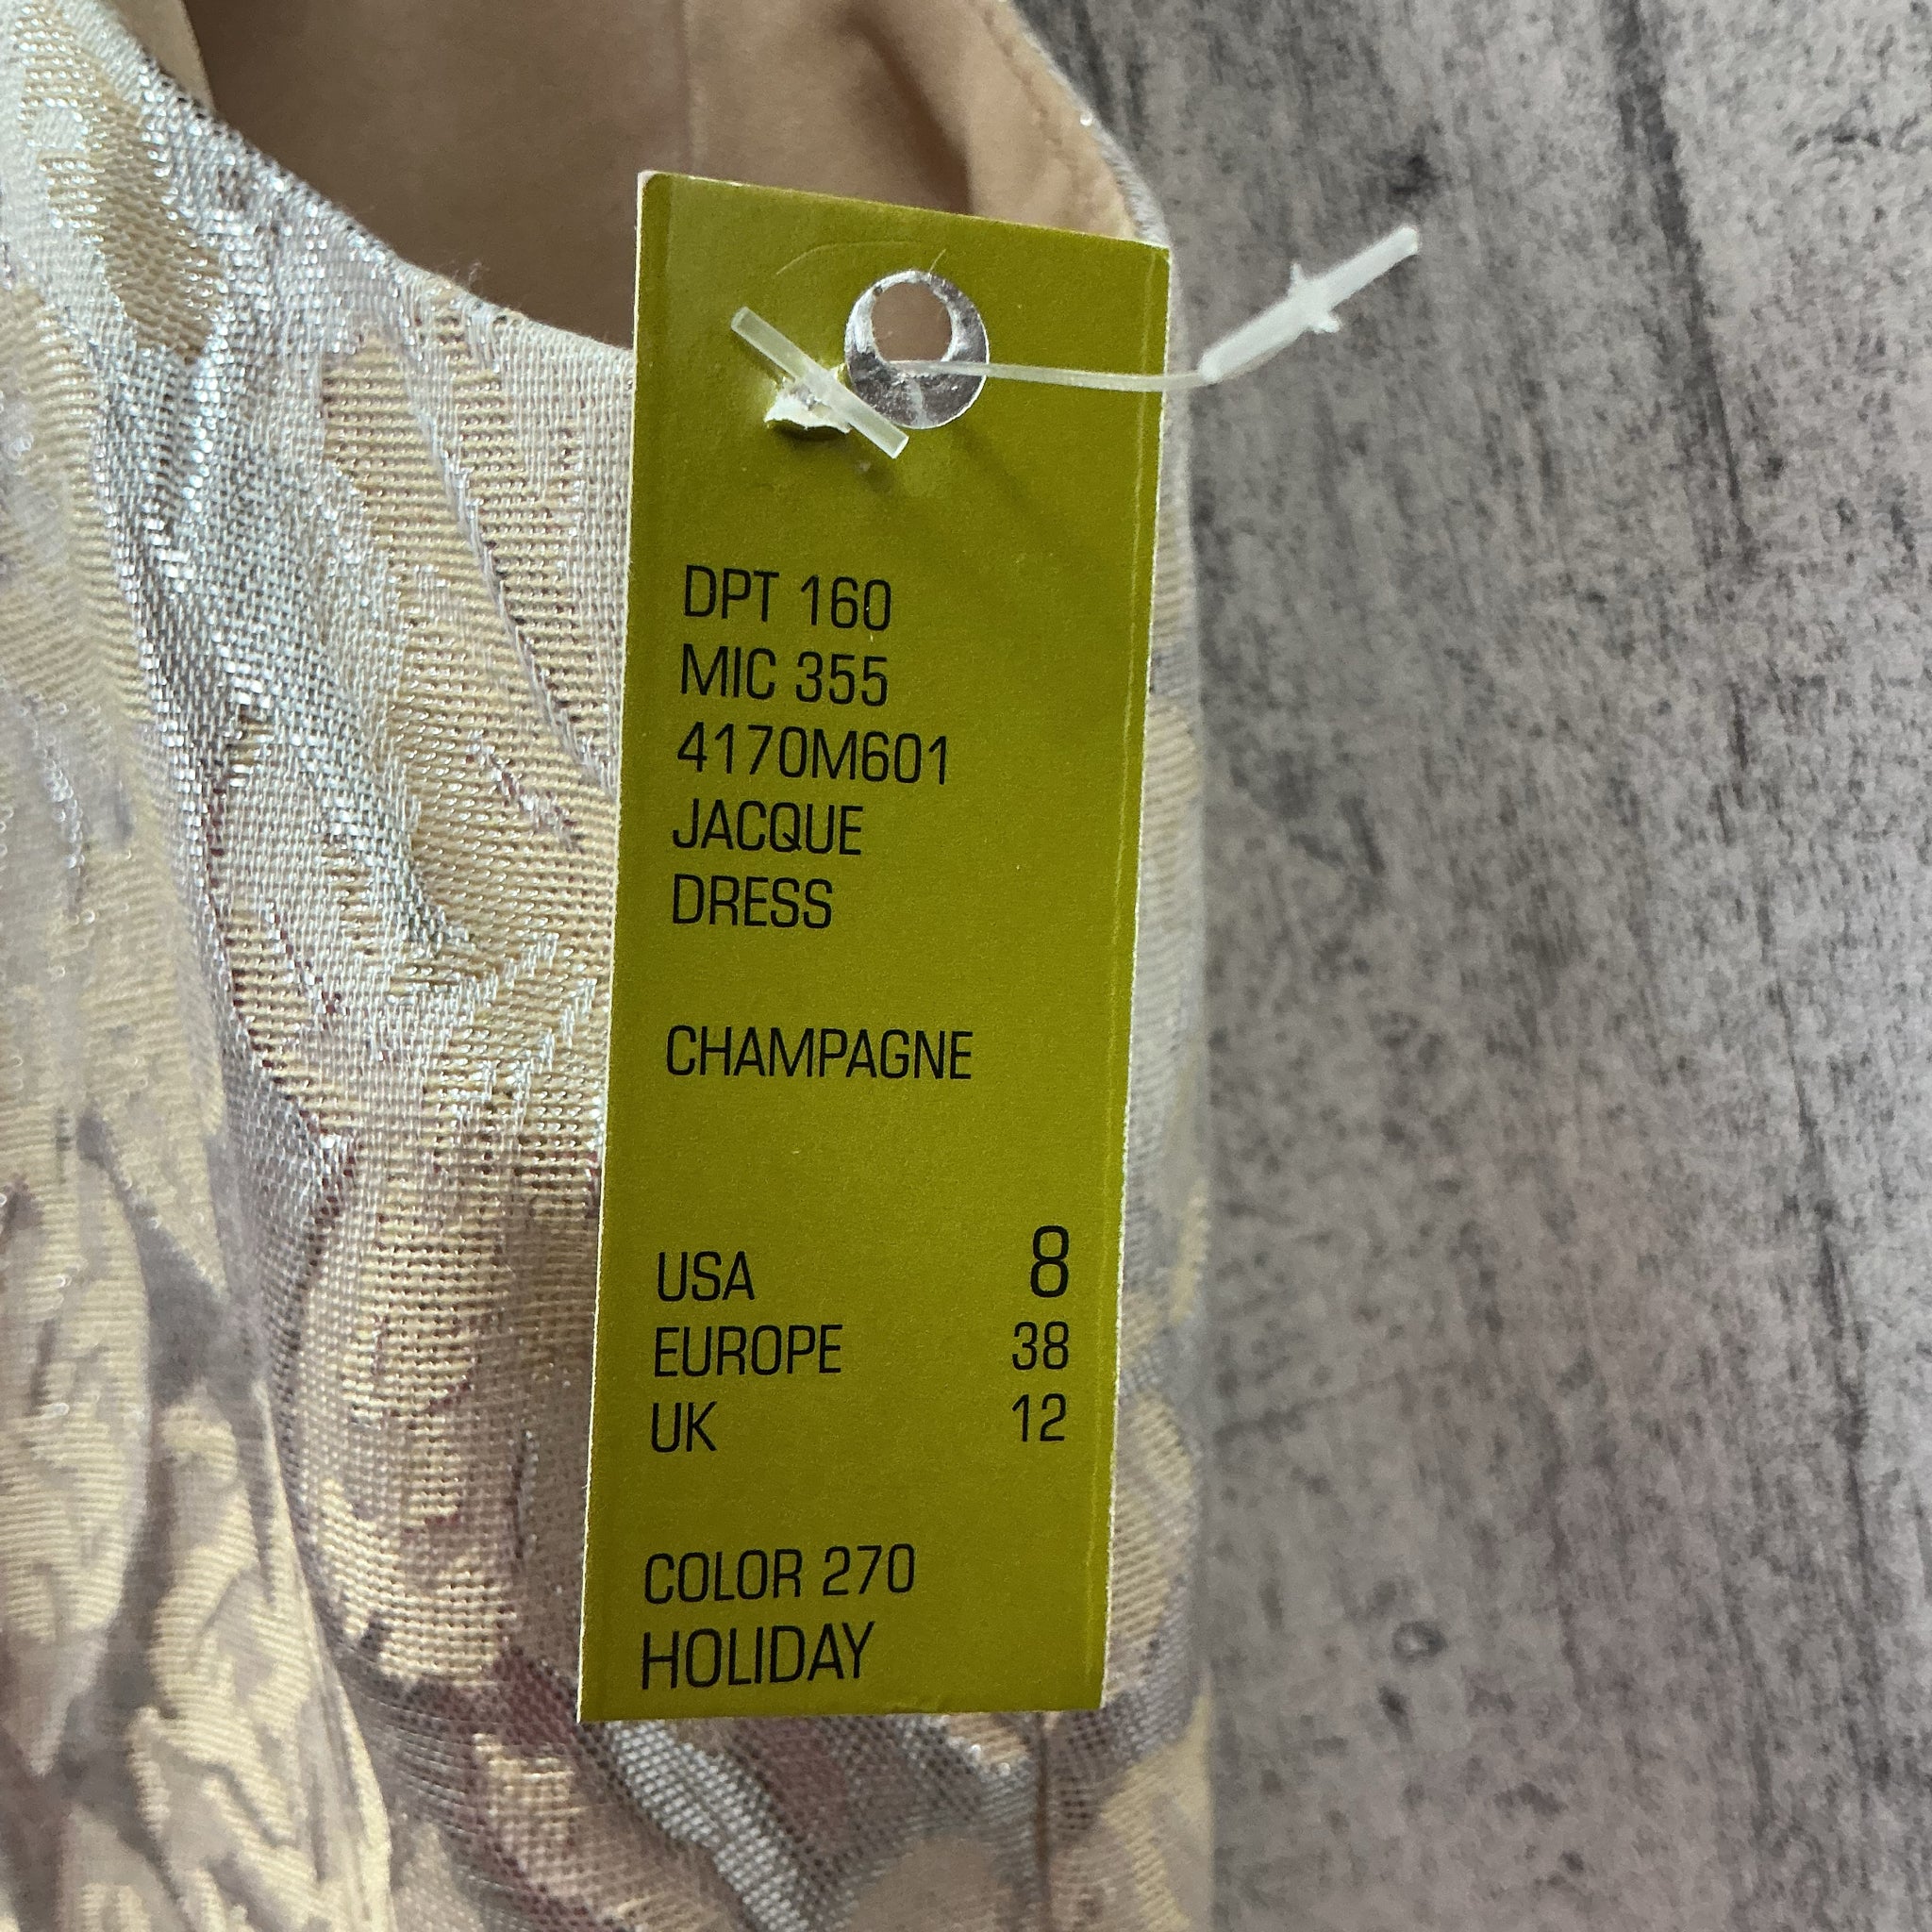 DPT 160
MIC 355
4170M601
JACQUE
DRESS
CHAMPAGNE
USA 8
EUROPE 38
UK 12
COLOR 270
HOLIDAY